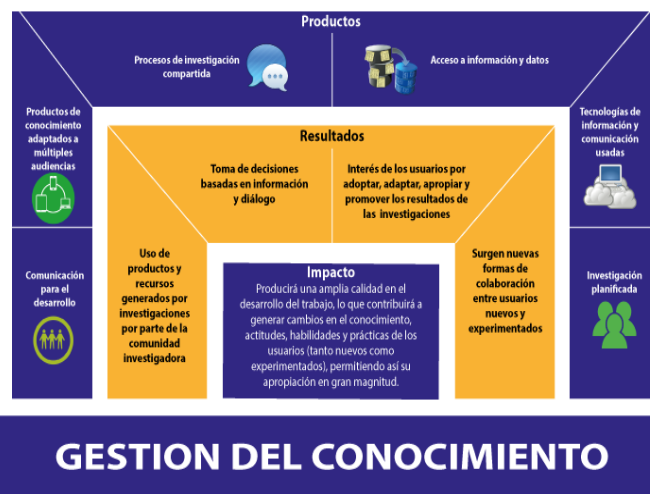 Productos
Procesos de investigación
compartida
Acceso a información y datos
Productos de
conocimiento
adaptados a
múltiples
audiencias
Tecnologías de
información y
comunicación
usadas
Comunicación
para el
desarrollo
Investigación
planificada
Resultados
Toma de decisiones
basadas en información
y diálogo
Interés de los usuarios por
adoptar, adaptar, apropiar y
promover los resultados de
las investigaciones
Uso de
productos y
recursos
generados por
investigaciones
por parte de la
comunidad
investigadora
Surgen nuevas
formas de
colaboración
entre usuarios
nuevos y
experimentados
Impacto
Producirá una amplia calidad en el
desarrollo del trabajo, lo que contribuirá a
generar cambios en el conocimiento,
actitudes, habilidades y prácticas de los
usuarios (tanto nuevos como
experimentados), permitiendo así su
apropiación en gran magnitud.
GESTION DEL CONOCIMIENTO